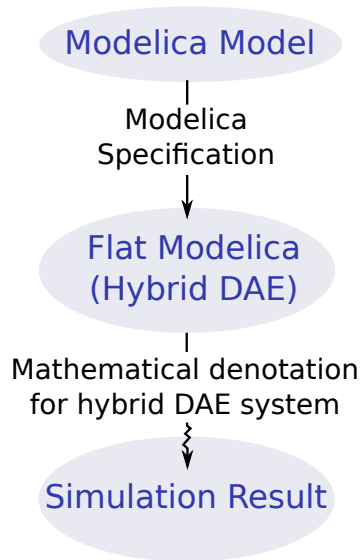 Modelica Model
Modelica
Specification
Flat Modelica
(Hybrid DAE)
Mathematical denotation
for hybrid DAE system
Simulation Result